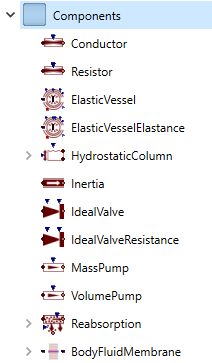 Components
Conductor
Resistor
ElasticVessel
ElasticVesselElastance
HydrostaticColumn
Inertia
IdealValve
IdealValveResistance
MassPump
VolumePump
Reabsorption
BodyFluidMembrane